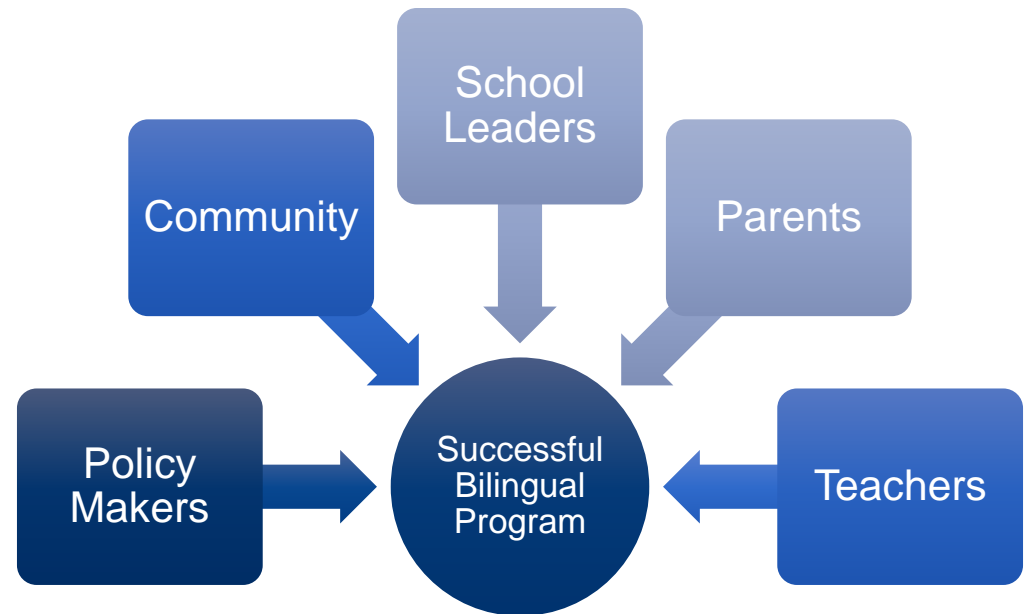 School
Leaders
Community
Parents
Policy
Makers
Successful
Bilingual
Program
Teachers